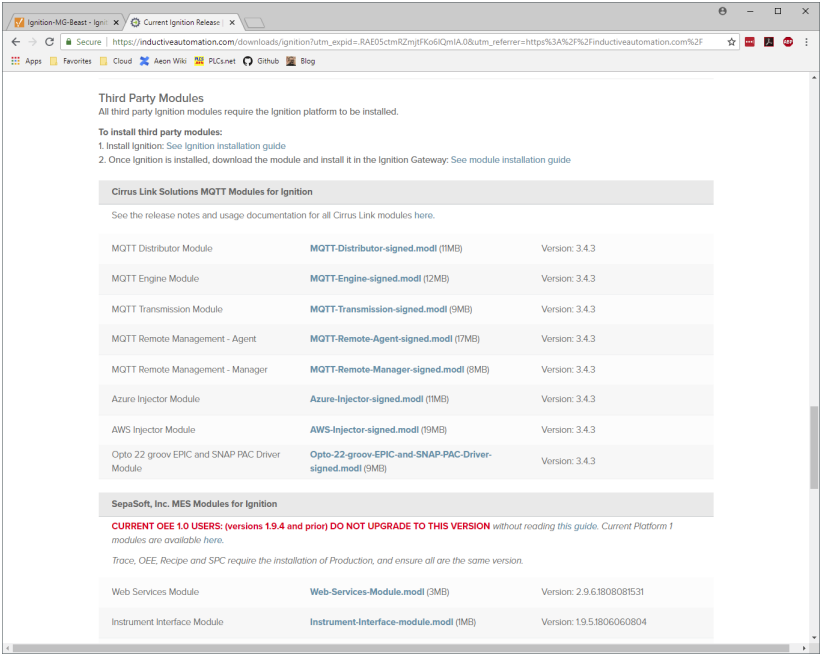 Ignition-MG-Beast - Ignit
Current Ignition Release
Secure
https://inductiveautomation.com/downloads/ignition?utm_expid=.RAE05ctmRZmjtFKo6lQmIA.0&utm_referrer=https%3A%2F%2Finductiveautomation.com%2F
Apps Favorites Cloud Aeon Wiki PLCs.net Github Blog
Third Party Modules
All third party Ignition modules require the Ignition platform to be installed.
To install third party modules:
1. Install Ignition: See Ignition installation guide
2. Once Ignition is installed, download the module and install it in the Ignition Gateway: See module installation guide
Cirrus Link Solutions MQTT Modules for Ignition
See the release notes and usage documentation for all Cirrus Link modules here.
MQTT Distributor Module MQTT-Distributor-signed.modl (11MB) Version: 3.4.3
MQTT Engine Module MQTT-Engine-signed.modl (12MB) Version: 3.4.3
MQTT Transmission Module MQTT-Transmission-signed.modl (9MB) Version: 3.4.3
MQTT Remote Management - Agent MQTT-Remote-Agent-signed.modl (17MB) Version: 3.4.3
MQTT Remote Management - Manager MQTT-Remote-Manager-signed.modl (8MB) Version: 3.4.3
Azure Injector Module Azure-Injector-signed.modl (11MB) Version: 3.4.3
AWS Injector Module AWS-Injector-signed.modl (19MB) Version: 3.4.3
Opto 22 groov EPIC and SNAP PAC Driver
Module
Opto-22-groov-EPIC-and-SNAP-PAC-Driver-
signed.modl (9MB)
Version: 3.4.3
SepaSoft, Inc. MES Modules for Ignition
CURRENT OEE 1.0 USERS: (versions 1.9.4 and prior) DO NOT UPGRADE TO THIS VERSION without reading this guide. Current Platform 1
modules are available here.
Trace, OEE, Recipe and SPC require the installation of Production, and ensure all are the same version.
Web Services Module Web-Services-Module.modl (3MB) Version: 2.9.6.1808081531
Instrument Interface Module Instrument-Interface-module.modl (1MB) Version: 1.9.5.1806060804